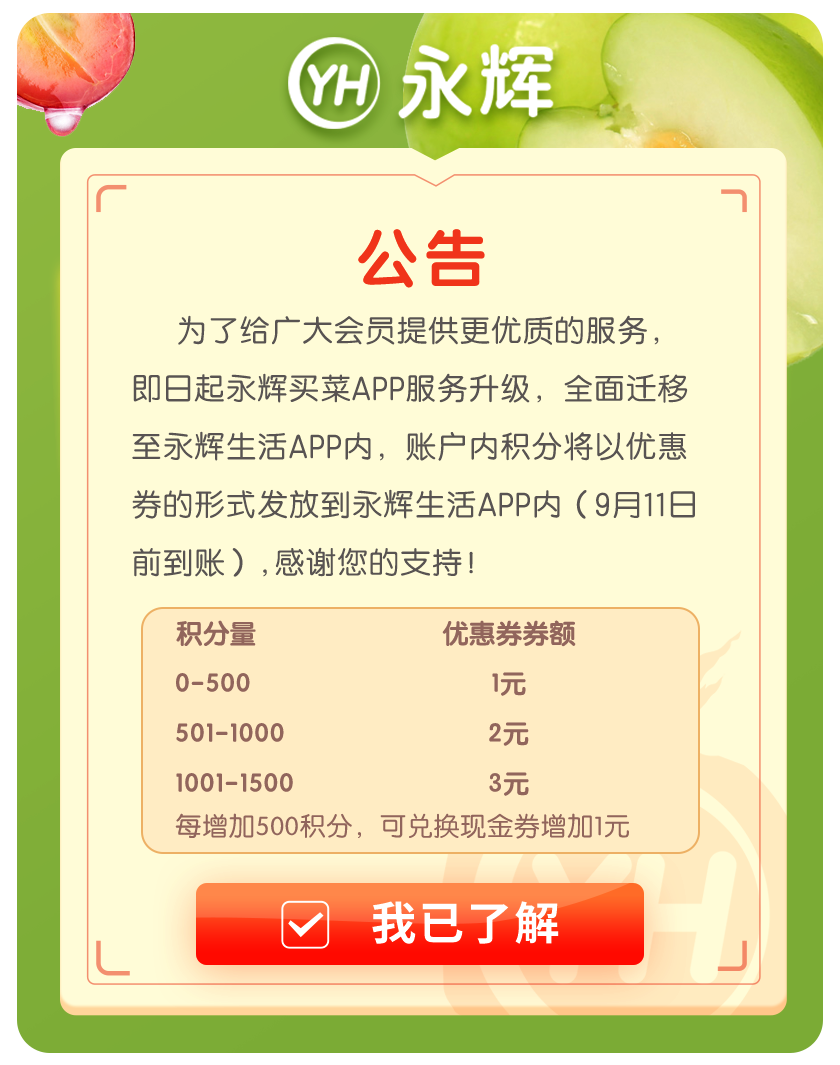 YH 永辉
公告
为了给广大会员提供更优质的服务，
即日起永辉买菜APP服务升级，全面迁移
至永辉生活APP内，账户内积分将以优惠
券的形式发放到永辉生活APP内（9月11日
前到账）,感谢您的支持！
积分量 优惠券券额
0-500 1元
501-1000 2元
1001-1500 3元
每增加500积分，可兑换现金券增加1元
我已了解
YH